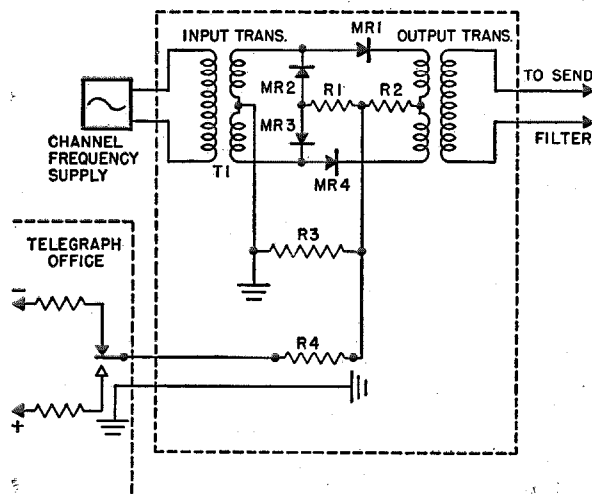 INPUT TRANS.
MR1
OUTPUT TRANS.
MR2
R1
R2
TO SEND
FILTER
MR3
CHANNEL
FREQUENCY
SUPPLY
T1
MR4
TELEGRAPH
OFFICE
R3
−
R4
+